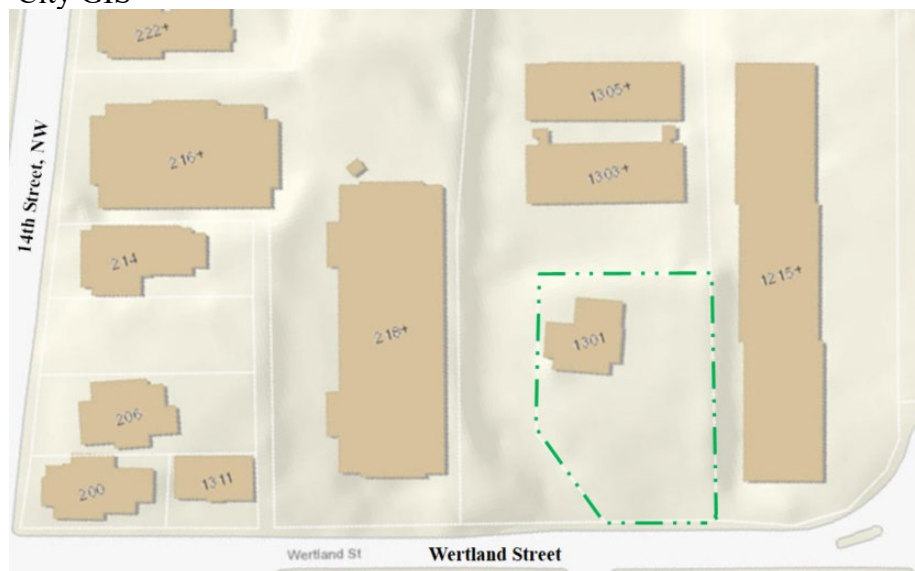 City GIS
222+
1305+
216+
1303+
14th Street, NW
214
1215+
218+
1301
206
200
1311
Wertland St
Wertland Street